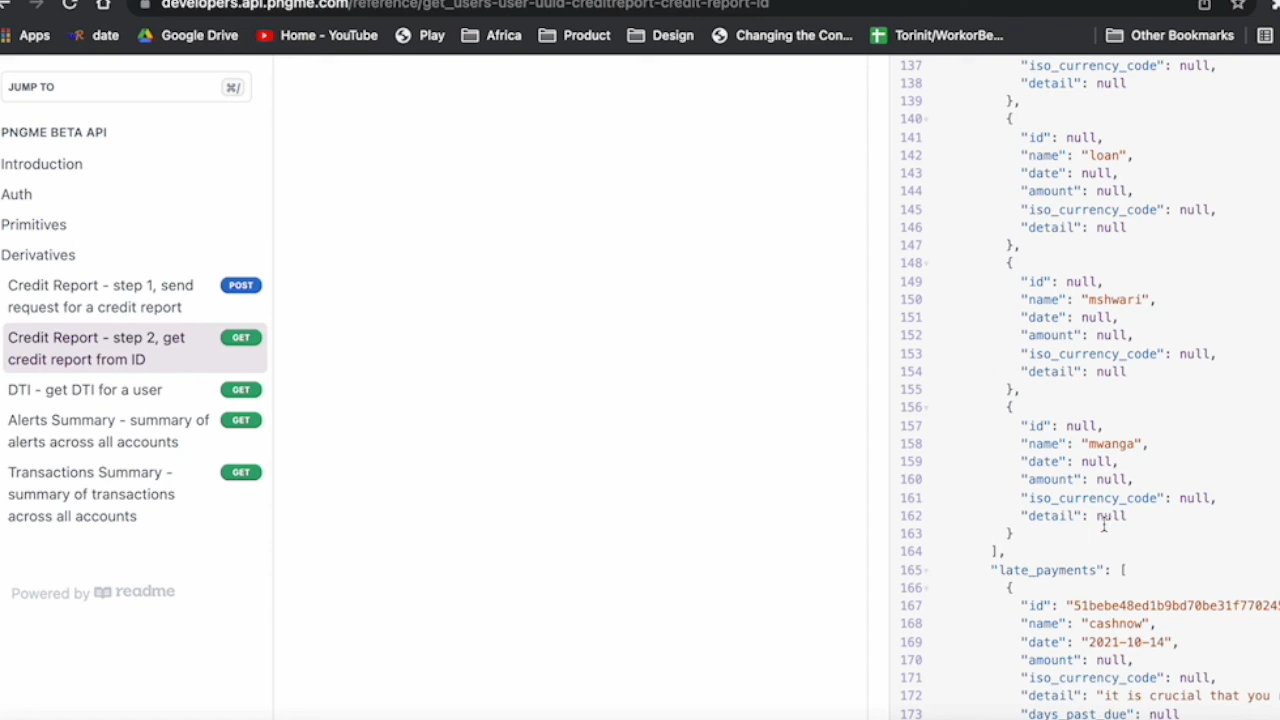 developers.api.pngme.com/reference/get_users-user-uuid-creditreport-credit-report-id
Apps date Google Drive Home - YouTube Play Africa Product Design Changing the Con... Torinit/WorkorBe... Other Bookmarks
JUMP TO ⌘/
PNGME BETA API
Introduction
Auth
Primitives
Derivatives
Credit Report - step 1, send POST
request for a credit report
Credit Report - step 2, get GET
credit report from ID
DTI - get DTI for a user GET
Alerts Summary - summary of GET
alerts across all accounts
Transactions Summary - GET
summary of transactions
across all accounts
Powered by readme
137 "iso_currency_code": null,
138 "detail": null
139 },
140 {
141 "id": null,
142 "name": "loan",
143 "date": null,
144 "amount": null,
145 "iso_currency_code": null,
146 "detail": null
147 },
148 {
149 "id": null,
150 "name": "mshwari",
151 "date": null,
152 "amount": null,
153 "iso_currency_code": null,
154 "detail": null
155 },
156 {
157 "id": null,
158 "name": "mwanga",
159 "date": null,
160 "amount": null,
161 "iso_currency_code": null,
162 "detail": null
163 }
164 ],
165 "late_payments": [
166 {
167 "id": "51bebe48ed1b9bd70be31f770245
168 "name": "cashnow",
169 "date": "2021-10-14",
170 "amount": null,
171 "iso_currency_code": null,
172 "detail": "it is crucial that you
173 "days_past_due": null